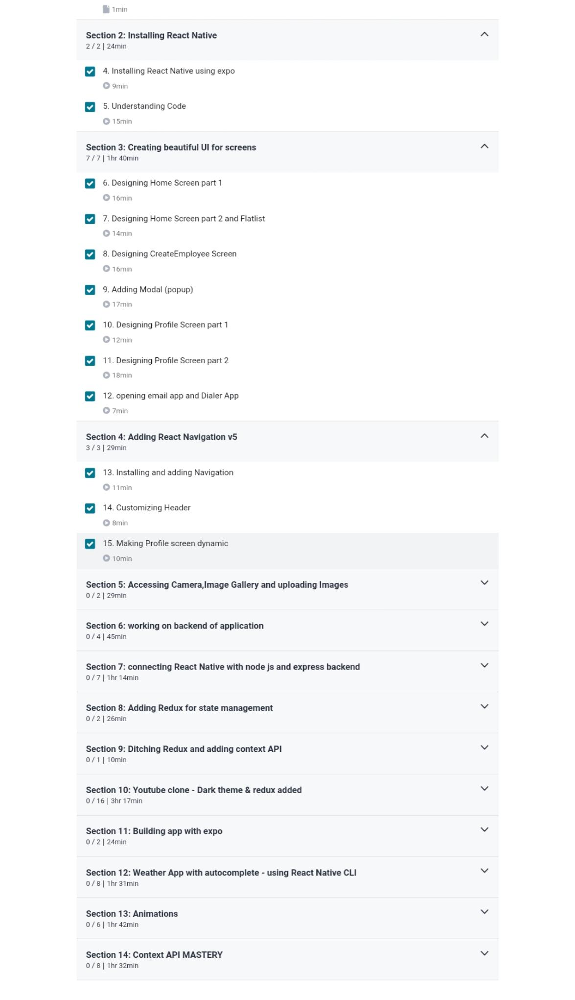 1min
Section 2: Installing React Native
2 / 2 | 24min
4. Installing React Native using expo
9min
5. Understanding Code
15min
Section 3: Creating beautiful UI for screens
7 / 7 | 1hr 40min
6. Designing Home Screen part 1
16min
7. Designing Home Screen part 2 and Flatlist
14min
8. Designing CreateEmployee Screen
16min
9. Adding Modal (popup)
17min
10. Designing Profile Screen part 1
12min
11. Designing Profile Screen part 2
18min
12. opening email app and Dialer App
7min
Section 4: Adding React Navigation v5
3 / 3 | 29min
13. Installing and adding Navigation
11min
14. Customizing Header
8min
15. Making Profile screen dynamic
10min
Section 5: Accessing Camera,Image Gallery and uploading Images
0 / 2 | 29min
Section 6: working on backend of application
0 / 4 | 45min
Section 7: connecting React Native with node js and express backend
0 / 7 | 1hr 14min
Section 8: Adding Redux for state management
0 / 2 | 26min
Section 9: Ditching Redux and adding context API
0 / 1 | 10min
Section 10: Youtube clone - Dark theme & redux added
0 / 16 | 3hr 17min
Section 11: Building app with expo
0 / 2 | 24min
Section 12: Weather App with autocomplete - using React Native CLI
0 / 8 | 1hr 31min
Section 13: Animations
0 / 6 | 1hr 42min
Section 14: Context API MASTERY
0 / 8 | 1hr 32min